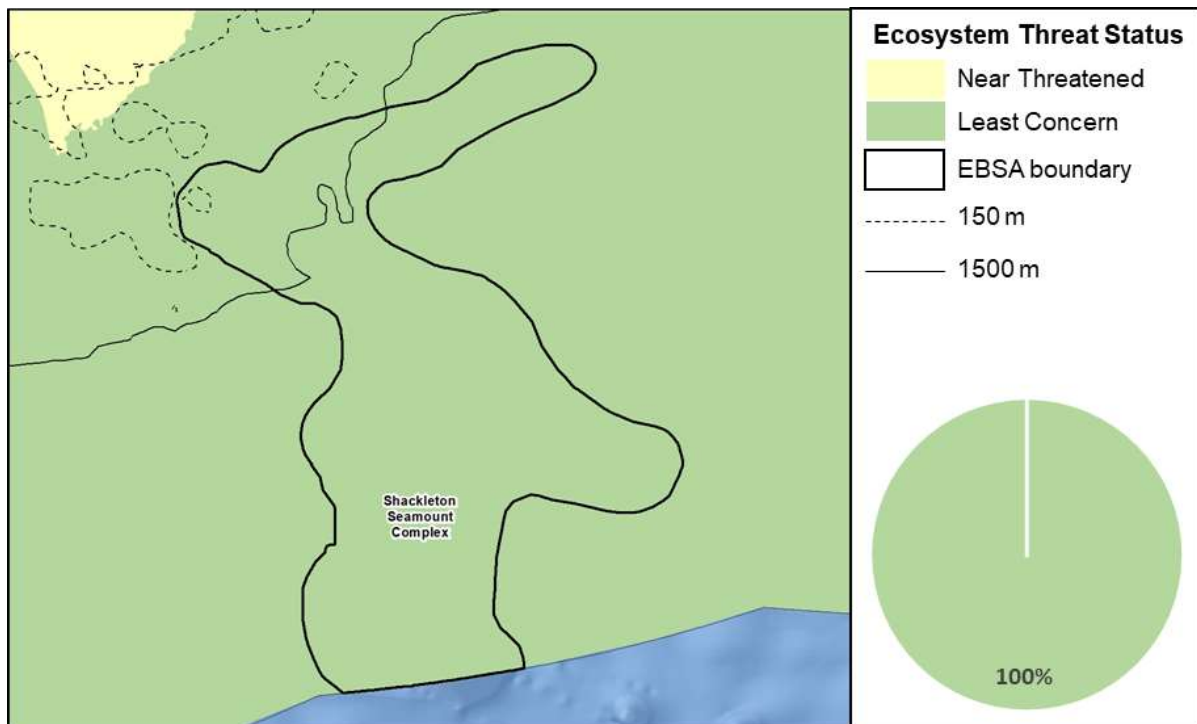 Ecosystem Threat Status
Near Threatened
Least Concern
EBSA boundary
150 m
1500 m
Shackleton
Seamount
Complex
100%